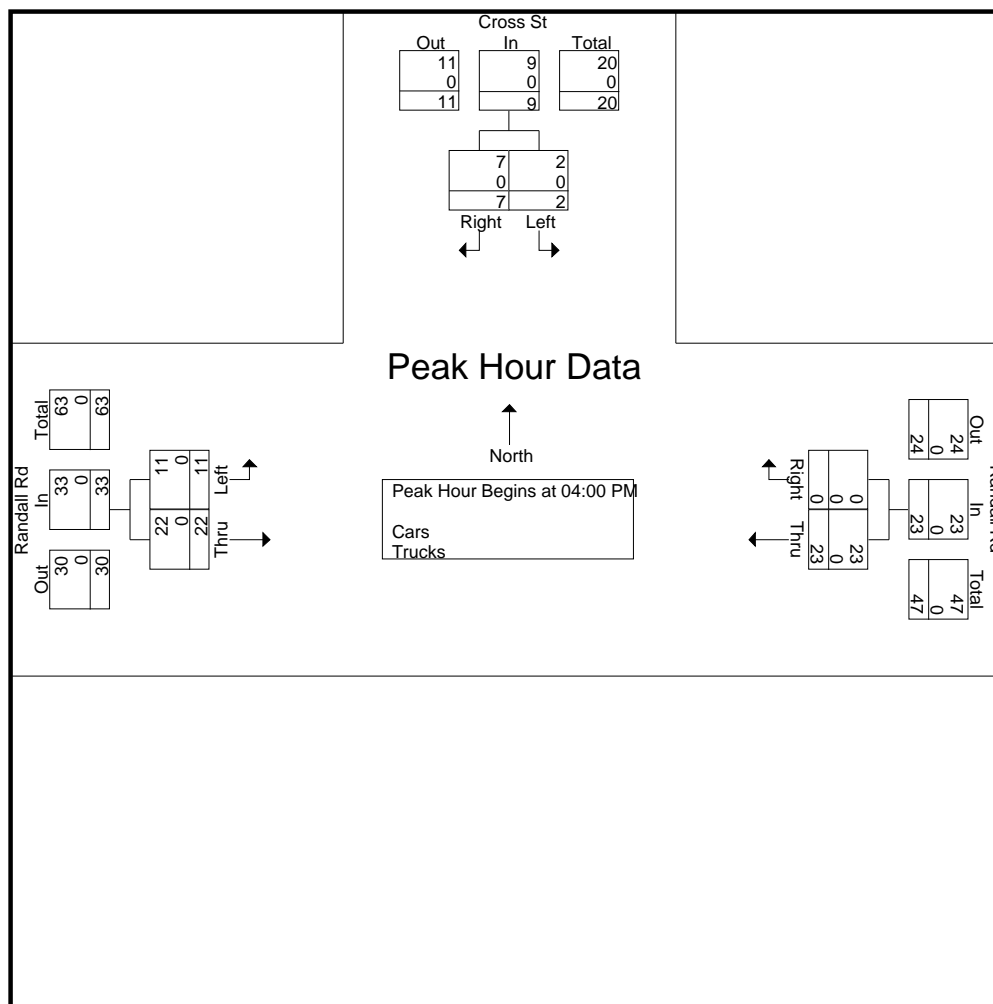 Cross St
Out In Total
11 9 20
0 0 0
11 9 20
7 2
0 0
7 2
Right Left
Peak Hour Data
North
Peak Hour Begins at 04:00 PM
Cars
Trucks
Randall Rd
Out In Total
30 33 63
0 0 0
30 33 63
Thru Left
22 11
0 0
22 11
Out In Total
24 23 47
0 0 0
24 23 47
Right Thru
0 23
0 0
0 23